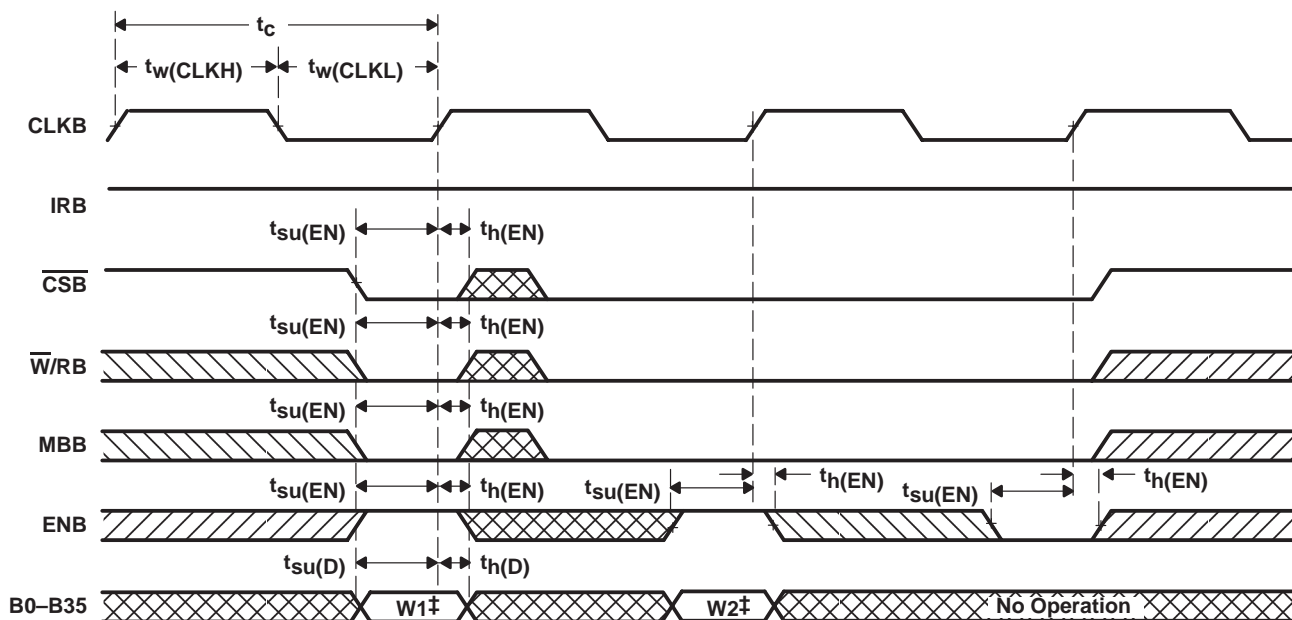 tc
tw(CLKH) tw(CLKL)
CLKB
IRB
tsu(EN) th(EN)
CSB
tsu(EN) th(EN)
W/RB
tsu(EN) th(EN)
MBB
tsu(EN) th(EN) tsu(EN) th(EN) tsu(EN) th(EN)
ENB
tsu(D) th(D)
B0–B35 W1‡ W2‡ No Operation